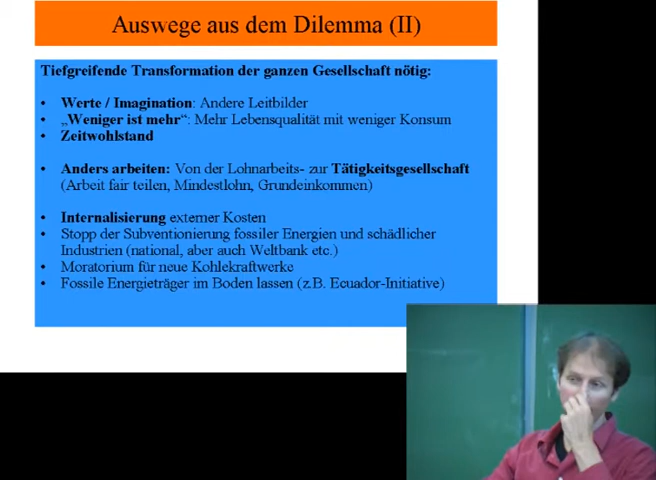 Auswege aus dem Dilemma (II)
Tiefgreifende Transformation der ganzen Gesellschaft nötig:
• Werte / Imagination: Andere Leitbilder
• „Weniger ist mehr“: Mehr Lebensqualität mit weniger Konsum
• Zeitwohlstand
• Anders arbeiten: Von der Lohnarbeits- zur Tätigkeitsgesellschaft
(Arbeit fair teilen, Mindestlohn, Grundeinkommen)
• Internalisierung externer Kosten
• Stopp der Subventionierung fossiler Energien und schädlicher
Industrien (national, aber auch Weltbank etc.)
• Moratorium für neue Kohlekraftwerke
• Fossile Energieträger im Boden lassen (z.B. Ecuador-Initiative)